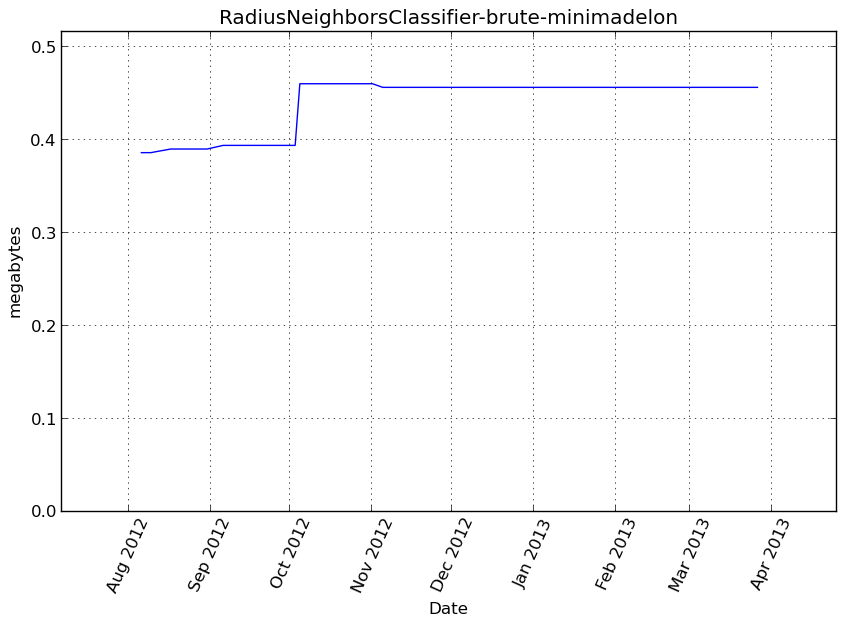 RadiusNeighborsClassifier-brute-minimadelon
0.5
0.4
0.3
0.2
0.1
0.0
megabytes
Aug 2012
Sep 2012
Oct 2012
Nov 2012
Dec 2012
Jan 2013
Feb 2013
Mar 2013
Apr 2013
Date